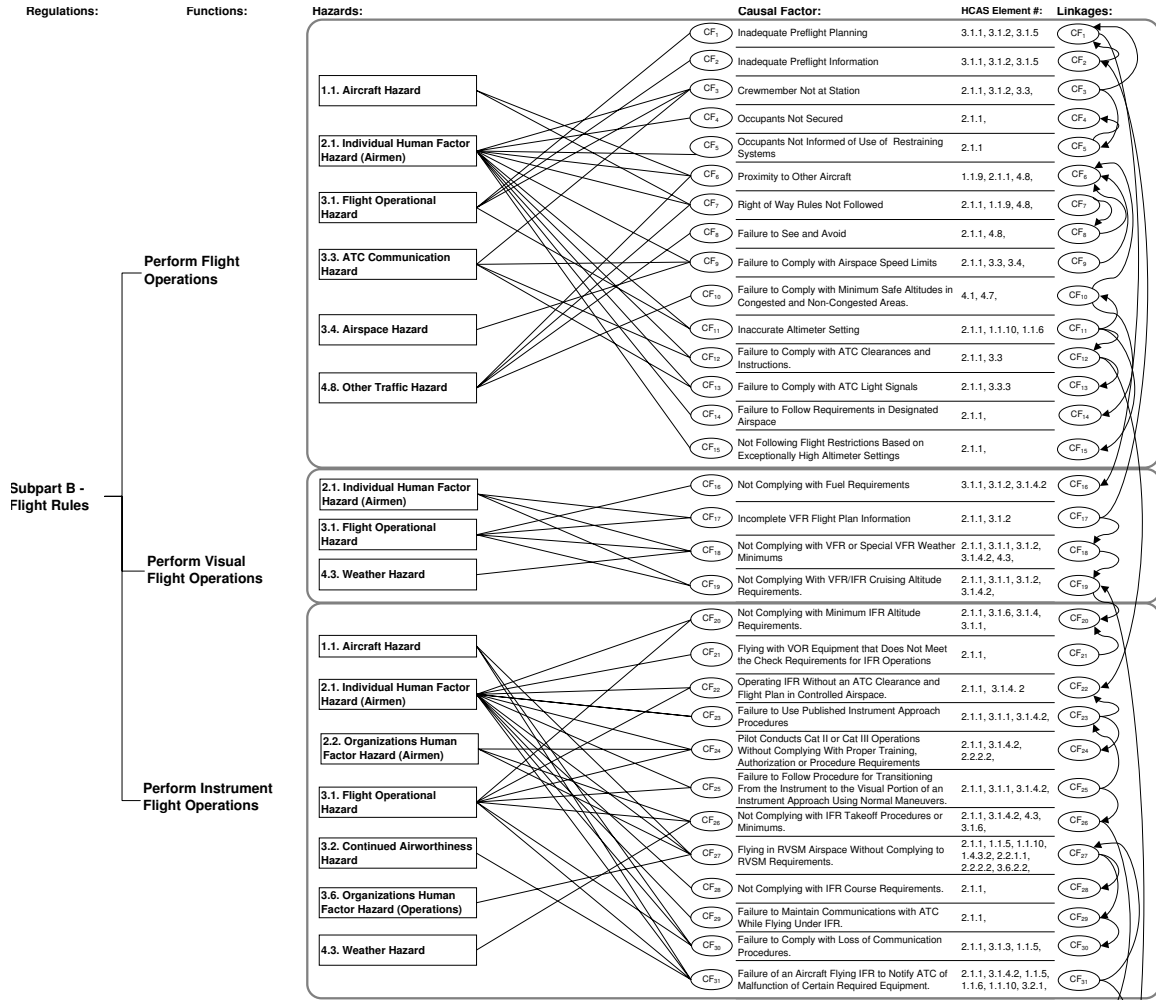 Regulations: Functions: Hazards: Causal Factor: HCAS Element #: Linkages:
Subpart B -
Flight Rules
Perform Flight
Operations
1.1. Aircraft Hazard
2.1. Individual Human Factor
Hazard (Airmen)
3.1. Flight Operational
Hazard
3.3. ATC Communication
Hazard
3.4. Airspace Hazard
4.8. Other Traffic Hazard
CF1 Inadequate Preflight Planning 3.1.1, 3.1.2, 3.1.5 CF1
CF2 Inadequate Preflight Information 3.1.1, 3.1.2, 3.1.5 CF2
CF3 Crewmember Not at Station 2.1.1, 3.1.2, 3.3, CF3
CF4 Occupants Not Secured 2.1.1, CF4
CF5 Occupants Not Informed of Use of Restraining 2.1.1 CF5
Systems
CF6 Proximity to Other Aircraft 1.1.9, 2.1.1, 4.8, CF6
CF7 Right of Way Rules Not Followed 2.1.1, 1.1.9, 4.8, CF7
CF8 Failure to See and Avoid 2.1.1, 4.8, CF8
CF9 Failure to Comply with Airspace Speed Limits 2.1.1, 3.3, 3.4, CF9
CF10 Failure to Comply with Minimum Safe Altitudes in 4.1, 4.7, CF10
Congested and Non-Congested Areas.
CF11 Inaccurate Altimeter Setting 2.1.1, 1.1.10, 1.1.6 CF11
CF12 Failure to Comply with ATC Clearances and 2.1.1, 3.3 CF12
Instructions.
CF13 Failure to Comply with ATC Light Signals 2.1.1, 3.3.3 CF13
CF14 Failure to Follow Requirements in Designated 2.1.1, CF14
Airspace
CF15 Not Following Flight Restrictions Based on 2.1.1, CF15
Exceptionally High Altimeter Settings
Perform Visual
Flight Operations
2.1. Individual Human Factor
Hazard (Airmen)
3.1. Flight Operational
Hazard
4.3. Weather Hazard
CF16 Not Complying with Fuel Requirements 3.1.1, 3.1.2, 3.1.4.2 CF16
CF17 Incomplete VFR Flight Plan Information 2.1.1, 3.1.2 CF17
CF18 Not Complying with VFR or Special VFR Weather 2.1.1, 3.1.1, 3.1.2, CF18
Minimums 3.1.4.2, 4.3,
CF19 Not Complying With VFR/IFR Cruising Altitude 2.1.1, 3.1.1, 3.1.2, CF19
Requirements. 3.1.4.2,
Perform Instrument
Flight Operations
1.1. Aircraft Hazard
2.1. Individual Human Factor
Hazard (Airmen)
2.2. Organizations Human
Factor Hazard (Airmen)
3.1. Flight Operational
Hazard
3.2. Continued Airworthiness
Hazard
3.6. Organizations Human
Factor Hazard (Operations)
4.3. Weather Hazard
CF20 Not Complying with Minimum IFR Altitude 2.1.1, 3.1.6, 3.1.4, CF20
Requirements. 3.1.1,
CF21 Flying with VOR Equipment that Does Not Meet 2.1.1, CF21
the Check Requirements for IFR Operations
CF22 Operating IFR Without an ATC Clearance and 2.1.1, 3.1.4. 2 CF22
Flight Plan in Controlled Airspace.
CF23 Failure to Use Published Instrument Approach 2.1.1, 3.1.1, 3.1.4.2, CF23
Procedures
CF24 Pilot Conducts Cat II or Cat III Operations 2.1.1, 3.1.4.2, CF24
Without Complying With Proper Training, 2.2.2.2,
Authorization or Procedure Requirements
CF25 Failure to Follow Procedure for Transitioning 2.1.1, 3.1.1, 3.1.4.2, CF25
From the Instrument to the Visual Portion of an
Instrument Approach Using Normal Maneuvers.
CF26 Not Complying with IFR Takeoff Procedures or 2.1.1, 3.1.4.2, 4.3, CF26
Minimums. 3.1.6,
CF27 Flying in RVSM Airspace Without Complying to 2.1.1, 1.1.5, 1.1.10, CF27
RVSM Requirements. 1.4.3.2, 2.2.1.1,
2.2.2.2, 3.6.2.2,
CF28 Not Complying with IFR Course Requirements. 2.1.1, CF28
CF29 Failure to Maintain Communications with ATC 2.1.1, CF29
While Flying Under IFR.
CF30 Failure to Comply with Loss of Communication 2.1.1, 3.1.3, 1.1.5, CF30
Procedures.
CF31 Failure of an Aircraft Flying IFR to Notify ATC of 2.1.1, 3.1.4.2, 1.1.5, CF31
Malfunction of Certain Required Equipment. 1.1.6, 1.1.10, 3.2.1,